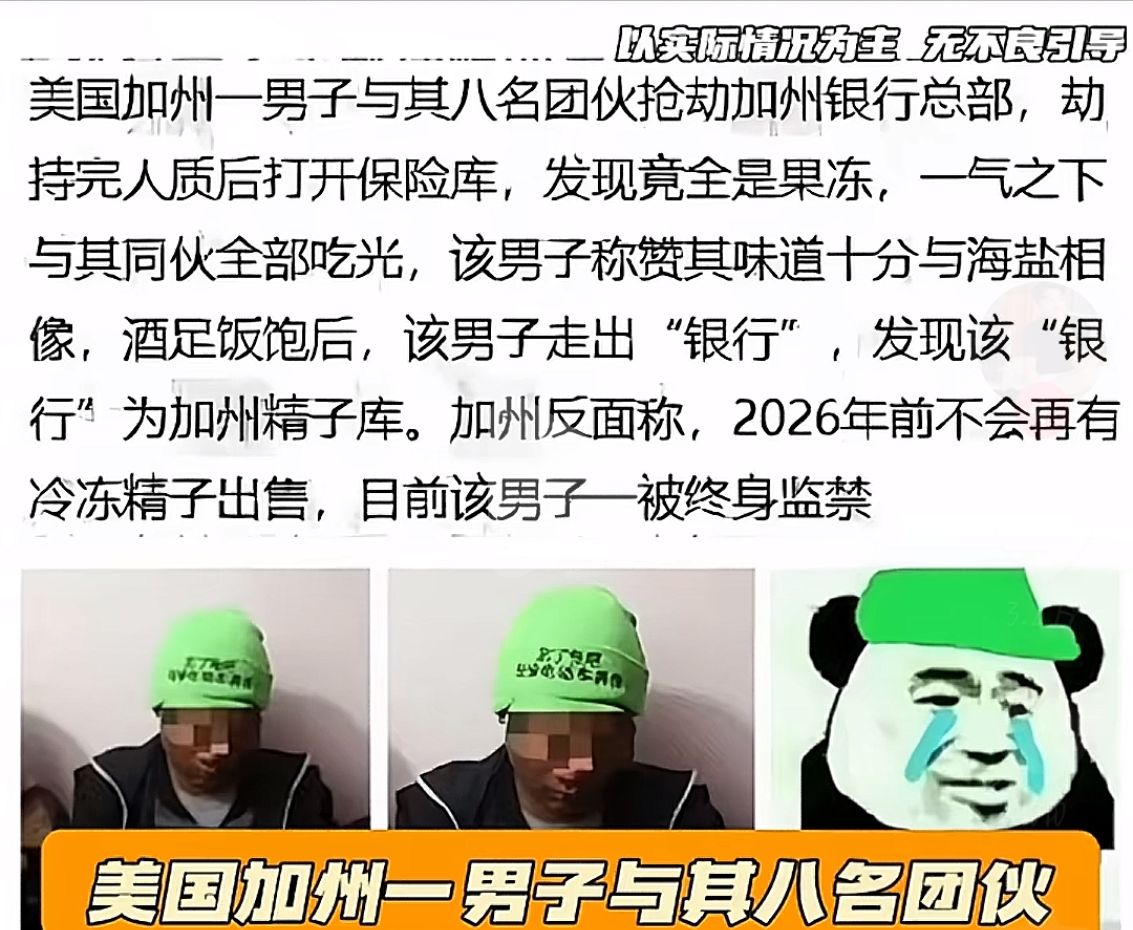 以实际情况为主 无不良引导
美国加州一男子与其八名团伙抢劫加州银行总部，劫
持完人质后打开保险库，发现竟全是果冻，一气之下
与其同伙全部吃光，该男子称赞其味道十分与海盐相
像，酒足饭饱后，该男子走出“银行”，发现该“银
行”为加州精子库。加州反面称，2026年前不会再有
冷冻精子出售，目前该男子一被终身监禁
美国加州一男子与其八名团伙